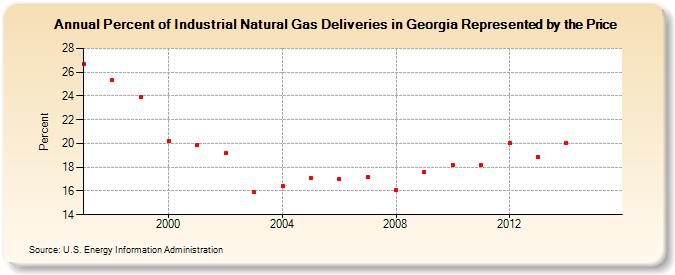 Annual Percent of Industrial Natural Gas Deliveries in Georgia Represented by the Price
Percent
28
26
24
22
20
18
16
14
2000 2004 2008 2012
Source: U.S. Energy Information Administration